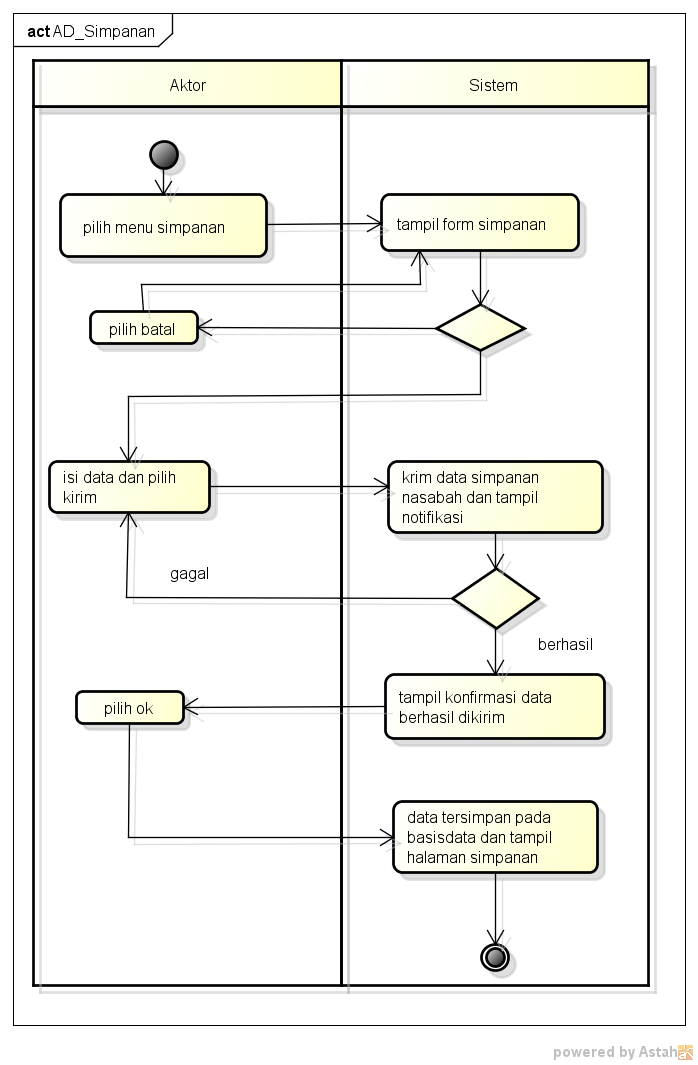 act AD_Simpanan
Aktor
Sistem
pilih menu simpanan
tampil form simpanan
pilih batal
isi data dan pilih
kirim
krim data simpanan
nasabah dan tampil
notifikasi
gagal
berhasil
tampil konfirmasi data
berhasil dikirim
pilih ok
data tersimpan pada
basisdata dan tampil
halaman simpanan
powered by Astah